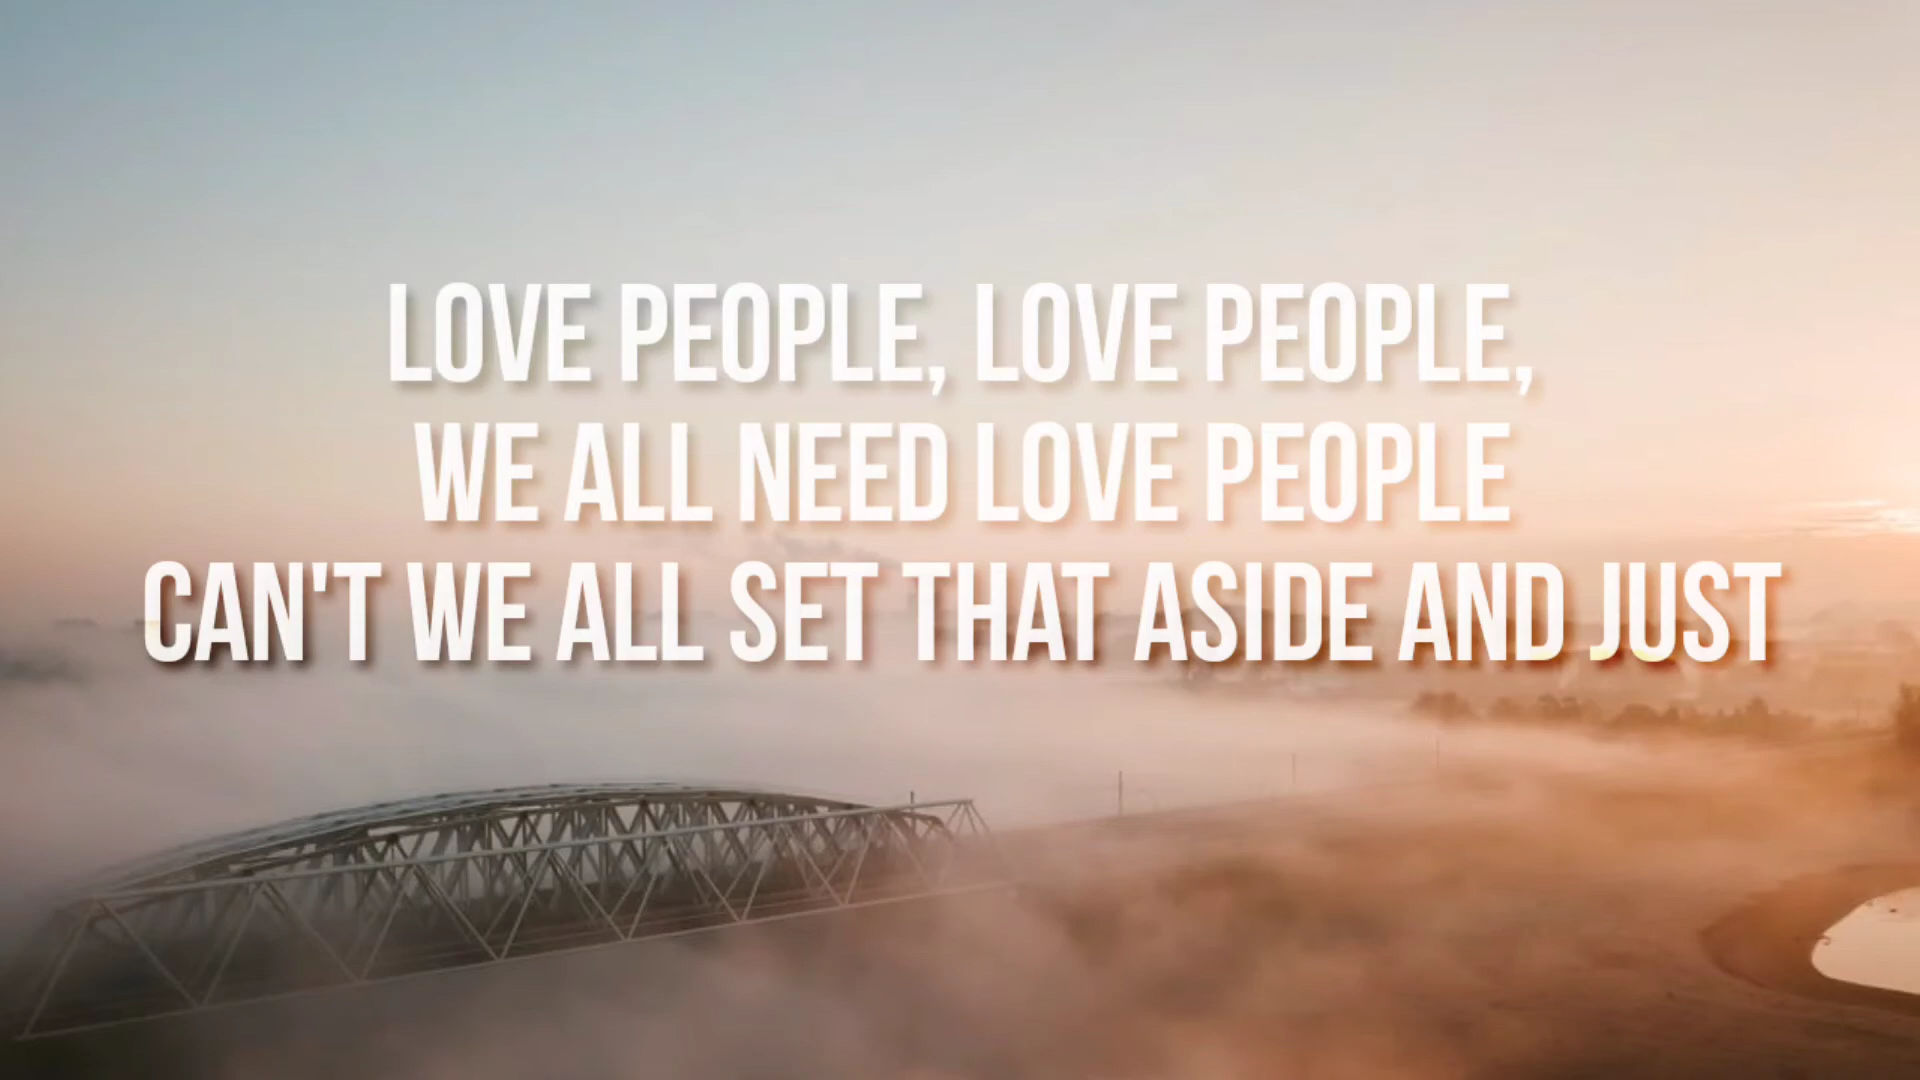 LOVE PEOPLE, LOVE PEOPLE,
WE ALL NEED LOVE PEOPLE
CAN'T WE ALL SET THAT ASIDE AND JUST